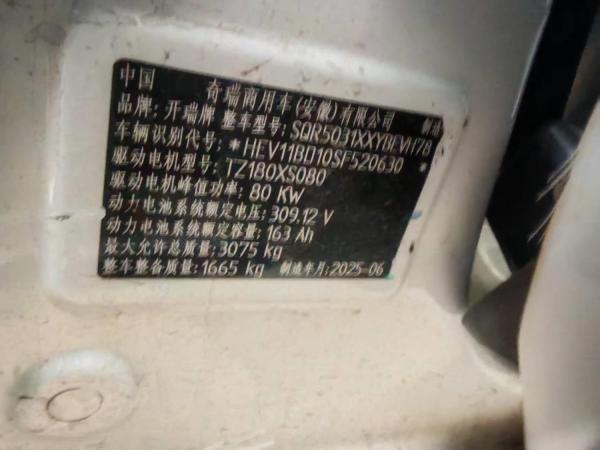 中国 奇瑞商用车(安徽)有限公司 制造
品牌:开瑞牌 整车型号:SQR5031XXYBEVH178
车辆识别代号:*HEV11BD10SF520630*
驱动电机型号:TZ180XS080
驱动电机峰值功率:80 KW
动力电池系统额定电压:309.12 V
动力电池系统额定容量:163 Ah
最大允许总质量:3075 kg
整车整备质量:1665 kg 制造年月:2025-06